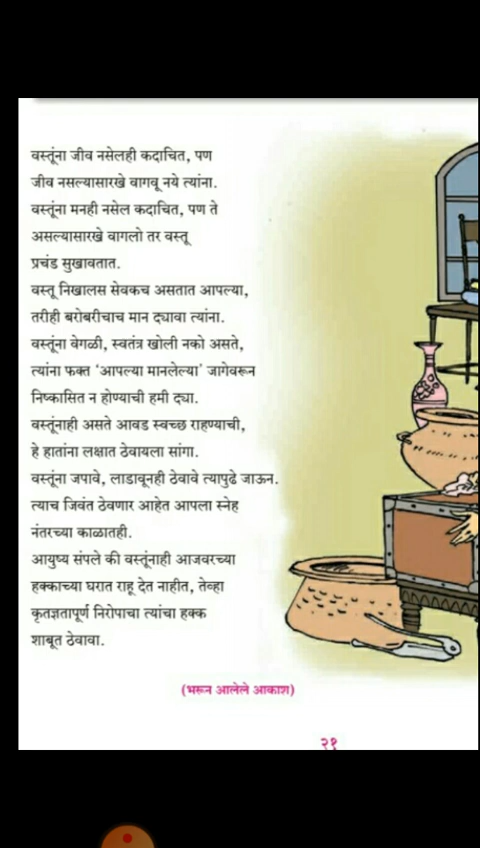 वस्तूंना जीव नसेलही कदाचित, पण
जीव नसल्यासारखे वागवू नये त्यांना.
वस्तूंना मनही नसेल कदाचित, पण ते
असल्यासारखे वागलो तर वस्तू
प्रचंड सुखावतात.
वस्तू निखालस सेवकच असतात आपल्या,
तरीही बरोबरीचाच मान द्यावा त्यांना.
वस्तूंना वेगळी, स्वतंत्र खोली नको असते,
त्यांना फक्त 'आपल्या मानलेल्या' जागेवरून
निष्कासित न होण्याची हमी द्या.
वस्तूंनाही असते आवड स्वच्छ राहण्याची,
हे हातांना लक्षात ठेवायला सांगा.
वस्तूंना जपावे, लाडावूनही ठेवावे त्यापुढे जाऊन.
त्याच जिवंत ठेवणार आहेत आपला स्नेह
नंतरच्या काळातही.
आयुष्य संपले की वस्तूंनाही आजवरच्या
हक्काच्या घरात राहू देत नाहीत, तेव्हा
कृतज्ञतापूर्ण निरोपाचा त्यांचा हक्क
शाबूत ठेवावा.
(भरून आलेले आकाश)
२१